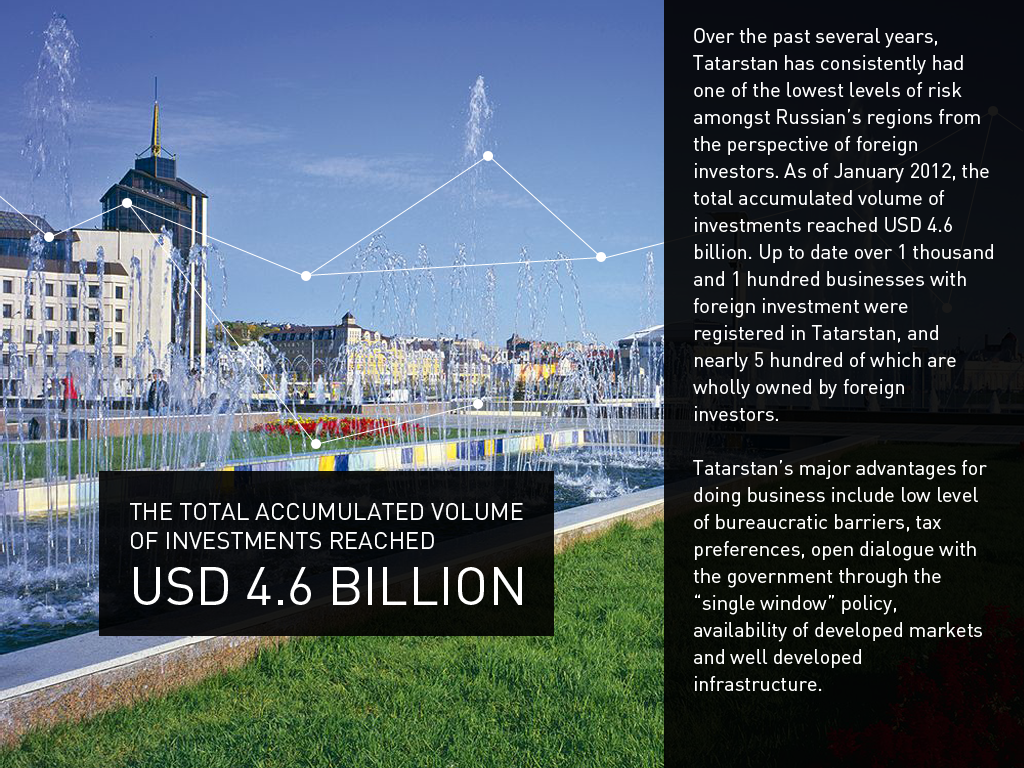 Over the past several years,
Tatarstan has consistently had
one of the lowest levels of risk
amongst Russian’s regions from
the perspective of foreign
investors. As of January 2012, the
total accumulated volume of
investments reached USD 4.6
billion. Up to date over 1 thousand
and 1 hundred businesses with
foreign investment were
registered in Tatarstan, and
nearly 5 hundred of which are
wholly owned by foreign
investors.
Tatarstan’s major advantages for
doing business include low level
of bureaucratic barriers, tax
preferences, open dialogue with
the government through the
“single window” policy,
availability of developed markets
and well developed
infrastructure.
THE TOTAL ACCUMULATED VOLUME
OF INVESTMENTS REACHED
USD 4.6 BILLION